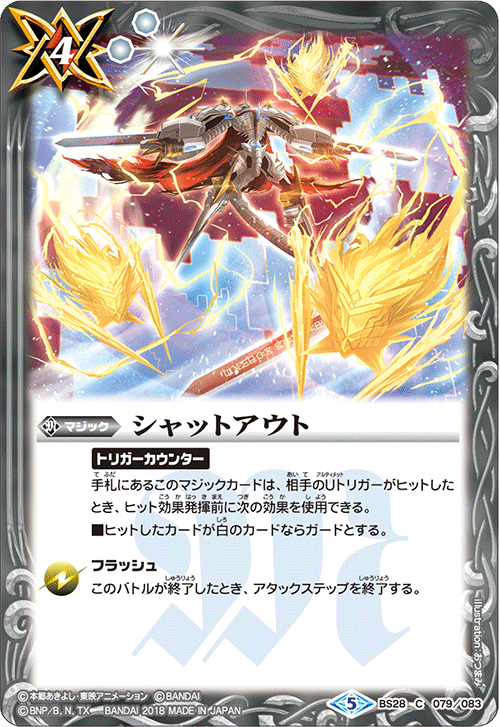 4
マジック
シャットアウト
トリガーカウンター
手札にあるこのマジックカードは、相手のUトリガーがヒットした
とき、ヒット効果発揮前に次の効果を使用できる。
■ヒットしたカードが白のカードならガードとする。
フラッシュ
このバトルが終了したとき、アタックステップを終了する。
illustration おつまみ
©本郷あきよし・東映アニメーション ©BANDAI
©BNP/B, N, TX ©BANDAI 2018 MADE IN JAPAN
5 BS28 - C 079/083